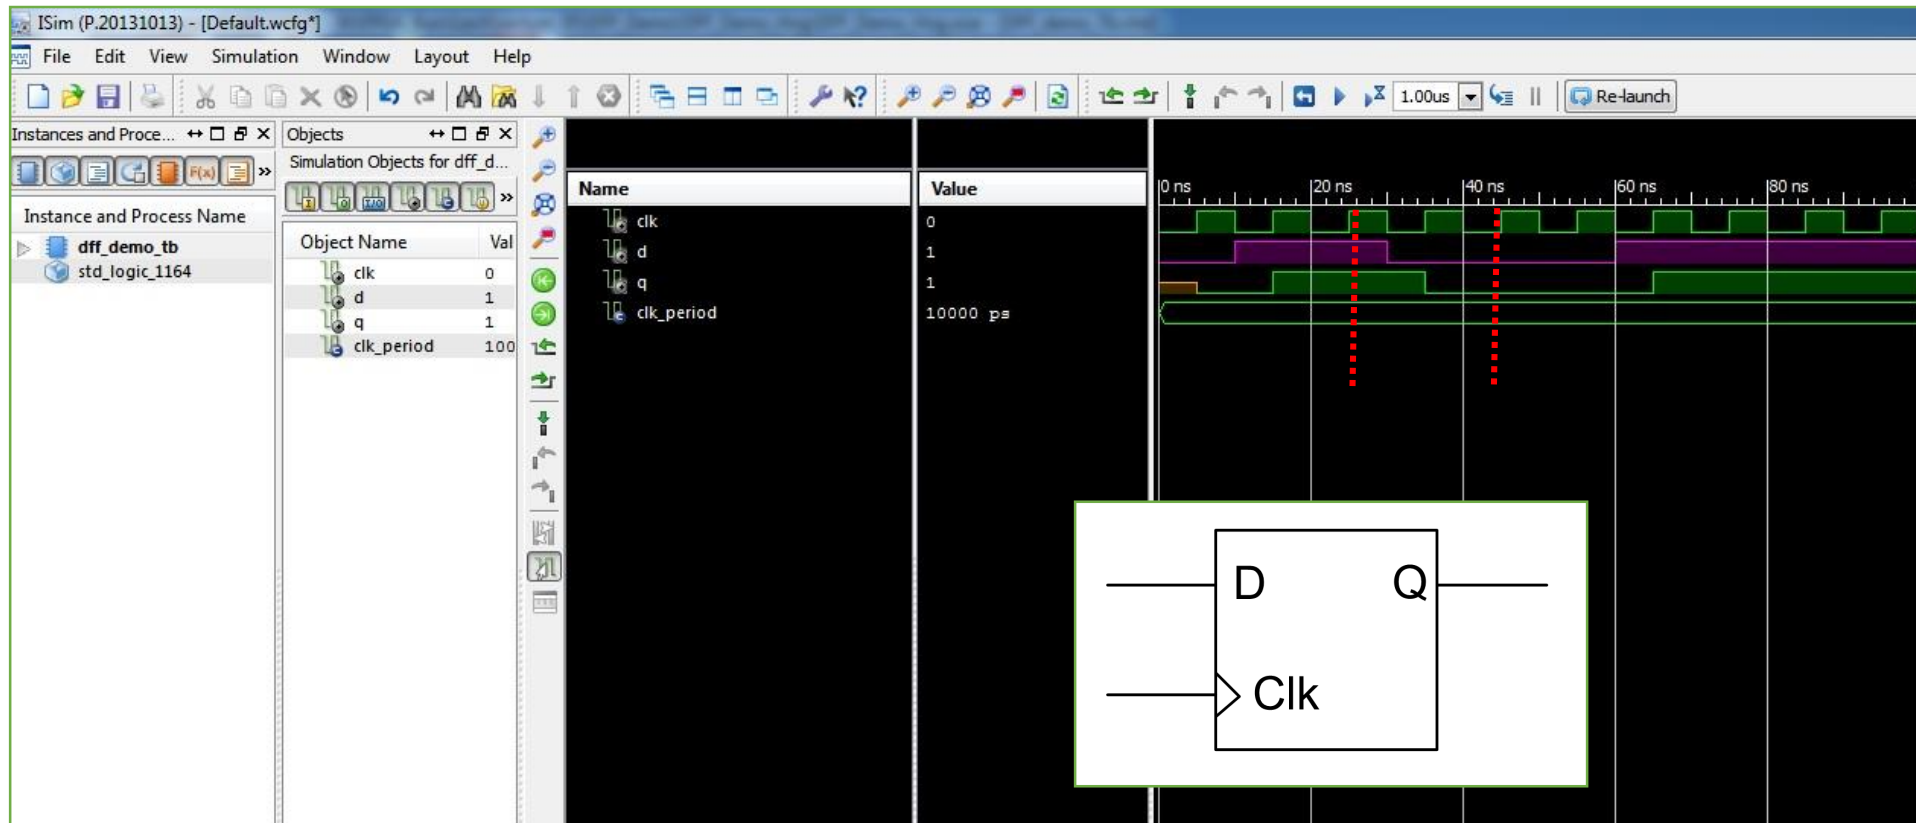 ISim (P.20131013) - [Default.wcfg*]
File Edit View Simulation Window Layout Help
1.00us Re-launch
Instances and Proce...
F(x) »
Instance and Process Name
dff_demo_tb
std_logic_1164
Objects
Simulation Objects for dff_d...
I O I/O C »
Object Name Val
clk 0
d 1
q 1
clk_period 100
Name Value
clk 0
d 1
q 1
clk_period 10000 ps
0 ns 20 ns 40 ns 60 ns 80 ns
D Q
Clk